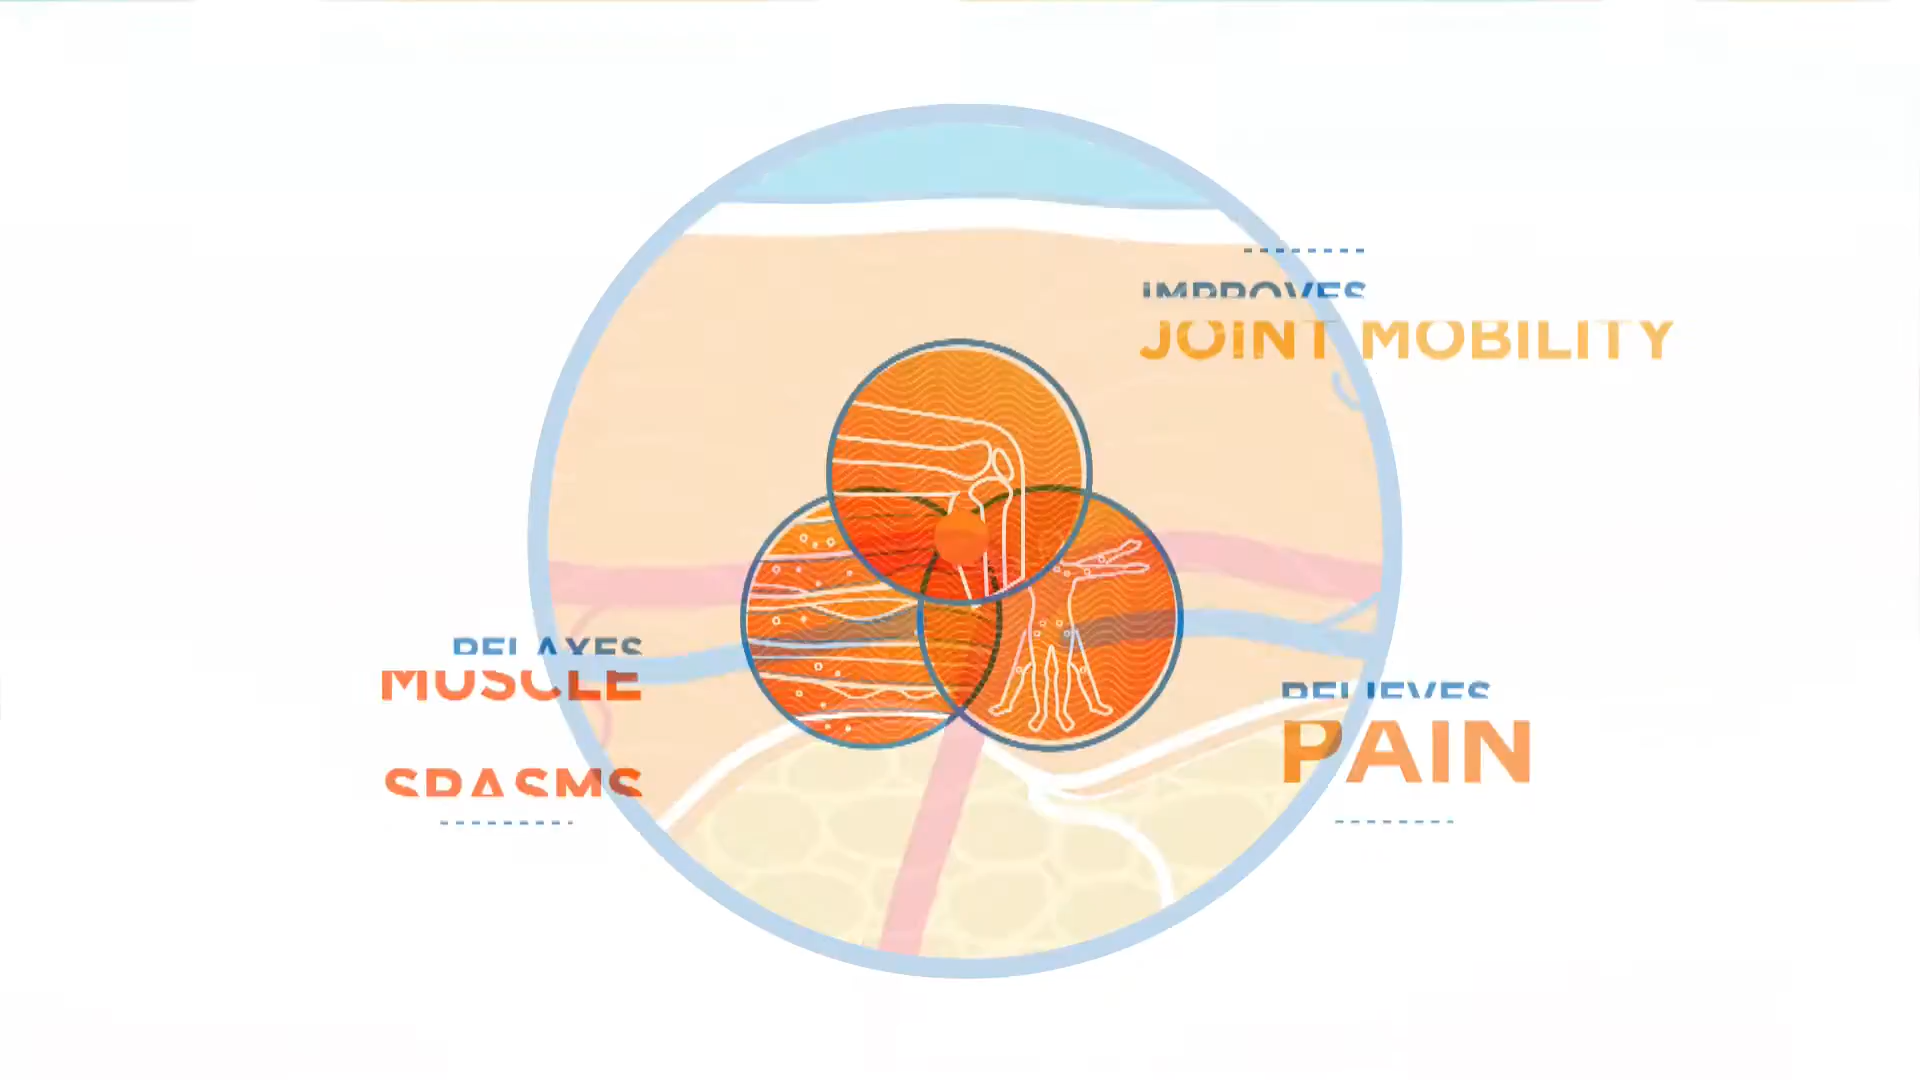 IMPROVES
JOINT MOBILITY
RELAXES
MUSCLE
SPASMS
RELIEVES
PAIN